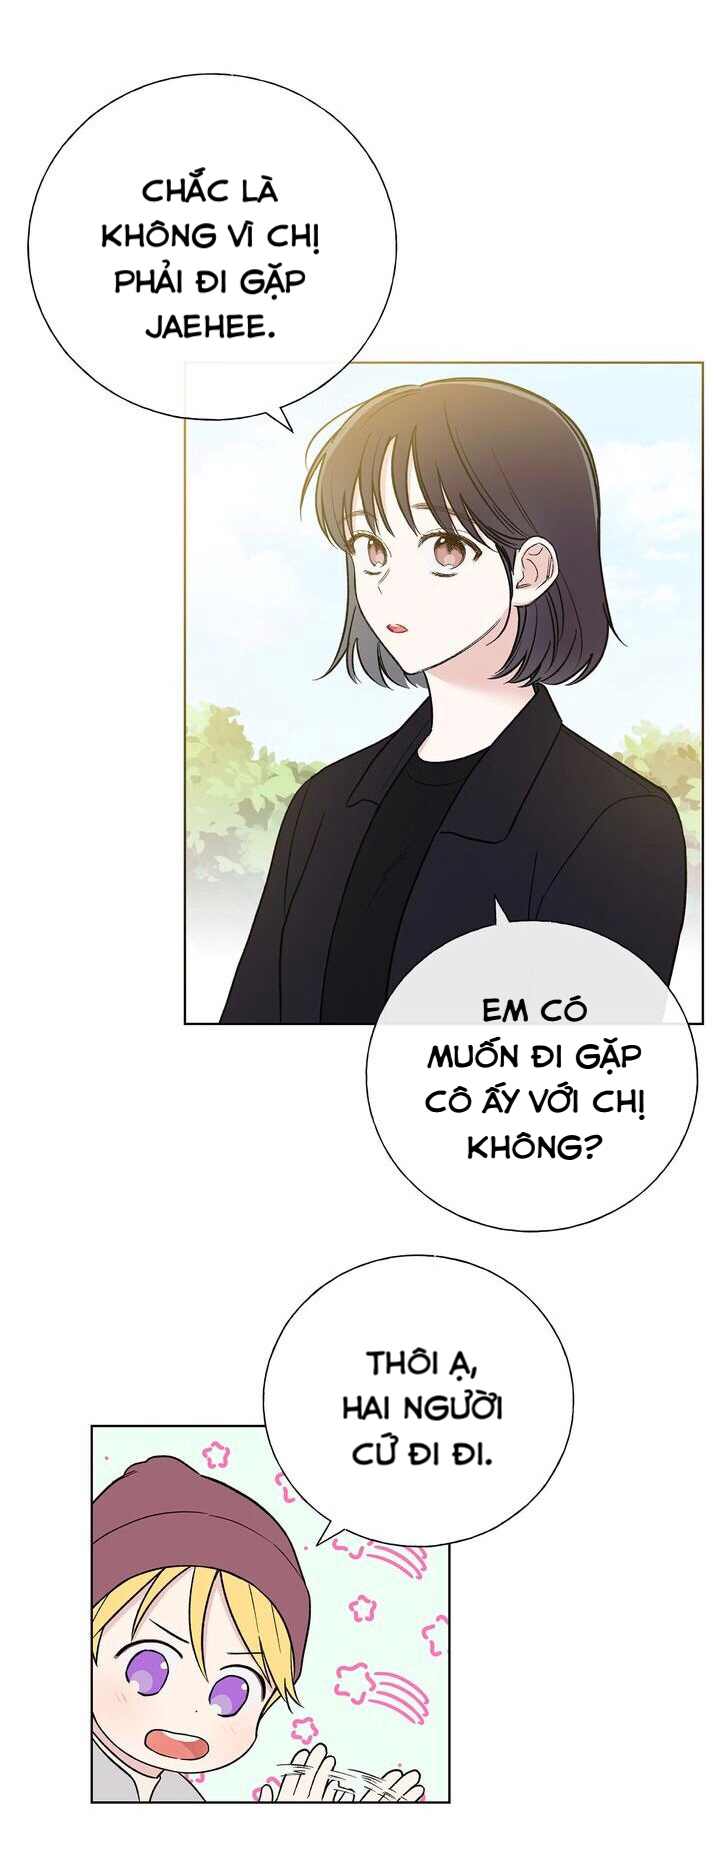 CHẮC LÀ
KHÔNG VÌ CHỊ
PHẢI ĐI GẶP
JAEHEE.
EM CÓ
MUỐN ĐI GẶP
CÔ ẤY VỚI CHỊ
KHÔNG?
THÔI Ạ,
HAI NGƯỜI
CỨ ĐI ĐI.